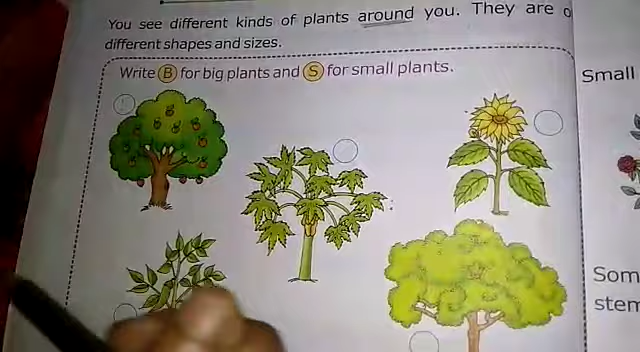 You see different kinds of plants around you. They are o
different shapes and sizes.
Write B for big plants and S for small plants.
Small
Som
stem